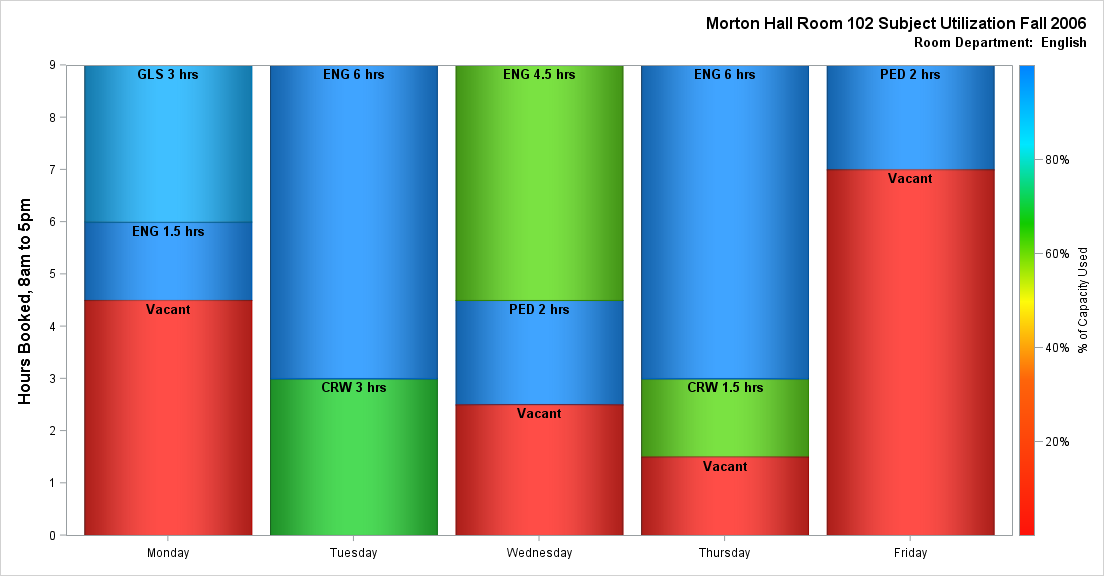 Morton Hall Room 102 Subject Utilization Fall 2006
Room Department:  English
Hours Booked, 8am to 5pm
9
8
7
6
5
4
3
2
1
0
GLS 3 hrs
ENG 1.5 hrs
Vacant
ENG 6 hrs
CRW 3 hrs
ENG 4.5 hrs
PED 2 hrs
Vacant
ENG 6 hrs
CRW 1.5 hrs
Vacant
PED 2 hrs
Vacant
Monday
Tuesday
Wednesday
Thursday
Friday
80%
60%
40%
20%
% of Capacity Used